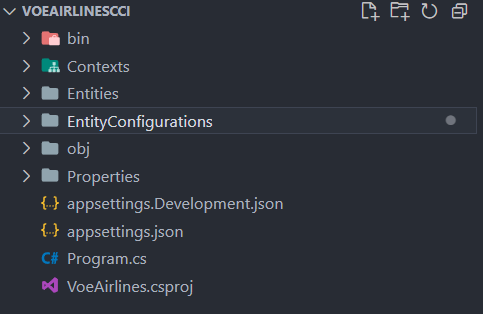 VOEAIRLINESCCI
bin
Contexts
Entities
EntityConfigurations
obj
Properties
{..} appsettings.Development.json
{..} appsettings.json
C# Program.cs
VoeAirlines.csproj